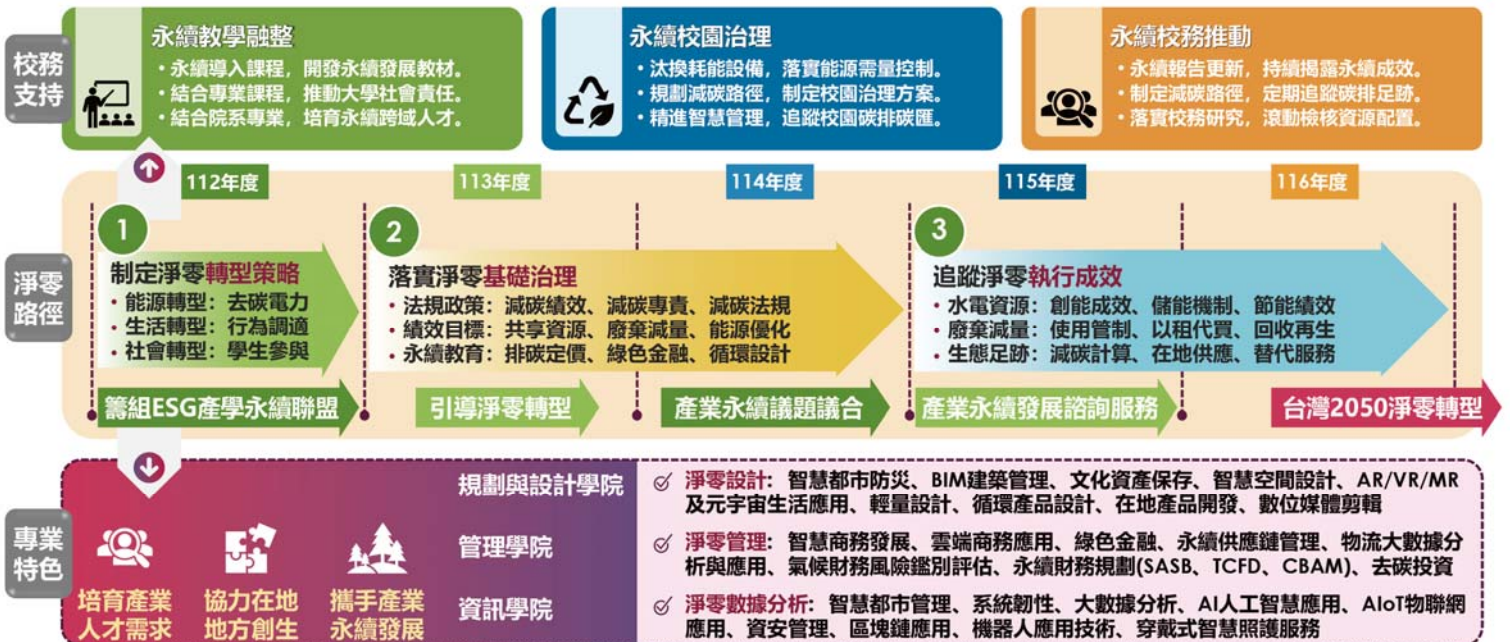 校務
支持
永續教學融整
•永續導入課程，開發永續發展教材。
•結合專業課程，推動大學社會責任。
•結合院系專業，培育永續跨域人才。
永續校園治理
•汰換耗能設備，落實能源需量控制。
•規劃減碳路徑，制定校園治理方案。
•精進智慧管理，追蹤校園碳排碳匯。
永續校務推動
•永續報告更新，持續揭露永續成效。
•制定減碳路徑，定期追蹤碳排足跡。
•落實校務研究，滾動檢核資源配置。
淨零
路徑
112年度
113年度
114年度
115年度
116年度
1
制定淨零轉型策略
•能源轉型：去碳電力
•生活轉型：行為調適
•社會轉型：學生參與
2
落實淨零基礎治理
•法規政策：減碳績效、減碳專責、減碳法規
•績效目標：共享資源、廢棄減量、能源優化
•永續教育：排碳定價、綠色金融、循環設計
3
追蹤淨零執行成效
•水電資源：創能成效、儲能機制、節能績效
•廢棄減量：使用管制、以租代買、回收再生
•生態足跡：減碳計算、在地供應、替代服務
籌組ESG產學永續聯盟
引導淨零轉型
產業永續議題議合
產業永續發展諮詢服務
台灣2050淨零轉型
專業
特色
培育產業
人才需求
協力在地
地方創生
攜手產業
永續發展
規劃與設計學院
淨零設計：智慧都市防災、BIM建築管理、文化資產保存、智慧空間設計、AR/VR/MR
及元宇宙生活應用、輕量設計、循環產品設計、在地產品開發、數位媒體剪輯
管理學院
淨零管理：智慧商務發展、雲端商務應用、綠色金融、永續供應鏈管理、物流大數據分
析與應用、氣候財務風險鑑別評估、永續財務規劃(SASB、TCFD、CBAM)、去碳投資
資訊學院
淨零數據分析：智慧都市管理、系統韌性、大數據分析、AI人工智慧應用、AIoT物聯網
應用、資安管理、區塊鏈應用、機器人應用技術、穿戴式智慧照護服務